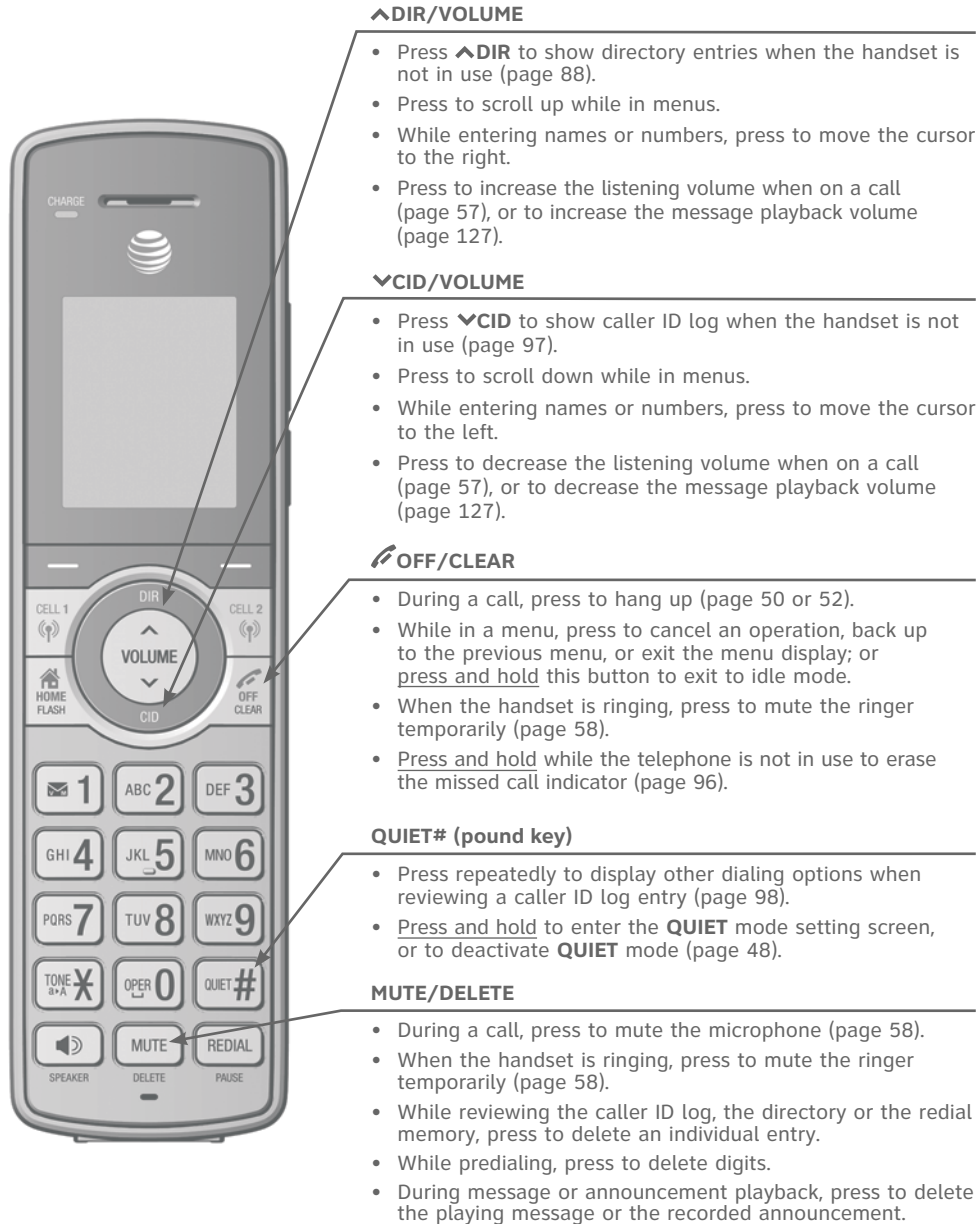 ⌃DIR/VOLUME
• Press ⌃DIR to show directory entries when the handset is
not in use (page 88).
• Press to scroll up while in menus.
• While entering names or numbers, press to move the cursor
to the right.
• Press to increase the listening volume when on a call
(page 57), or to increase the message playback volume
(page 127).
⌄CID/VOLUME
• Press ⌄CID to show caller ID log when the handset is not
in use (page 97).
• Press to scroll down while in menus.
• While entering names or numbers, press to move the cursor
to the left.
• Press to decrease the listening volume when on a call
(page 57), or to decrease the message playback volume
(page 127).
OFF/CLEAR
• During a call, press to hang up (page 50 or 52).
• While in a menu, press to cancel an operation, back up
to the previous menu, or exit the menu display; or
press and hold this button to exit to idle mode.
• When the handset is ringing, press to mute the ringer
temporarily (page 58).
• Press and hold while the telephone is not in use to erase
the missed call indicator (page 96).
QUIET# (pound key)
• Press repeatedly to display other dialing options when
reviewing a caller ID log entry (page 98).
• Press and hold to enter the QUIET mode setting screen,
or to deactivate QUIET mode (page 48).
MUTE/DELETE
• During a call, press to mute the microphone (page 58).
• When the handset is ringing, press to mute the ringer
temporarily (page 58).
• While reviewing the caller ID log, the directory or the redial
memory, press to delete an individual entry.
• While predialing, press to delete digits.
• During message or announcement playback, press to delete
the playing message or the recorded announcement.
CHARGE
CELL 1
DIR
CELL 2
VOLUME
HOME
FLASH
CID
OFF
CLEAR
1
ABC 2
DEF 3
GHI 4
JKL 5
MNO 6
PQRS 7
TUV 8
WXYZ 9
TONE
a▸A
*
OPER 0
QUIET #
MUTE
REDIAL
SPEAKER
DELETE
PAUSE